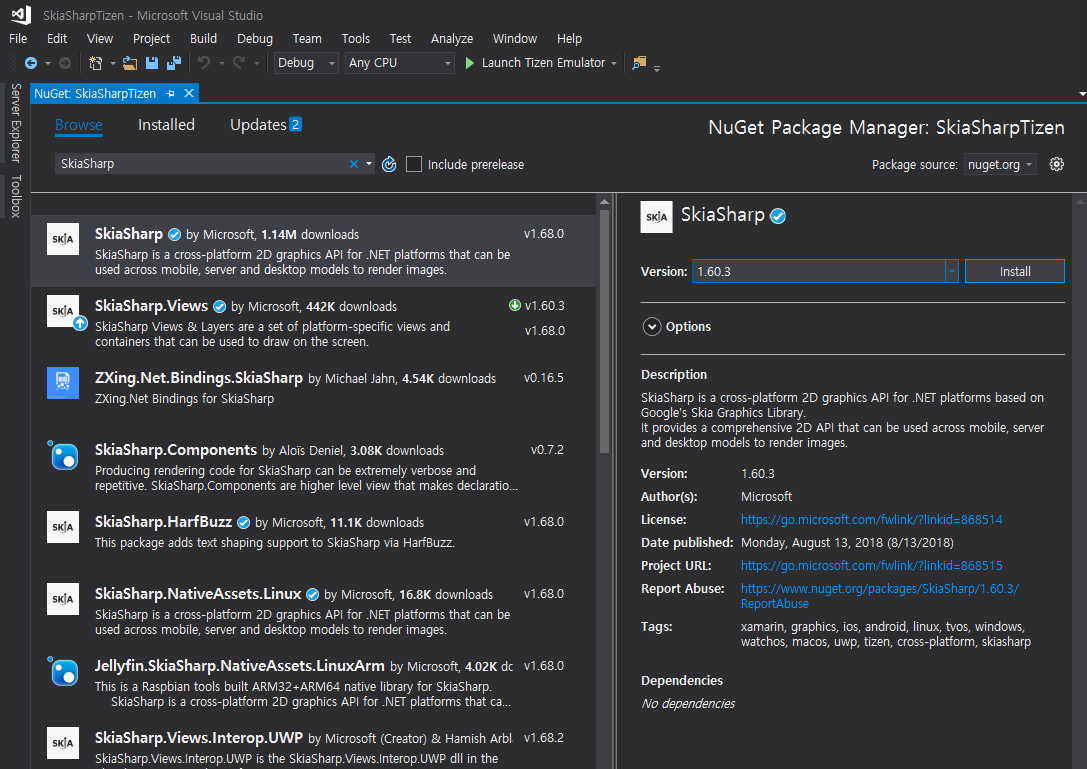 SkiaSharpTizen - Microsoft Visual Studio
File Edit View Project Build Debug Team Tools Test Analyze Window Help
Debug Any CPU Launch Tizen Emulator
Server Explorer
Toolbox
NuGet: SkiaSharpTizen
Browse Installed Updates 2
NuGet Package Manager: SkiaSharpTizen
SkiaSharp
Include prerelease
Package source: nuget.org
SKIA
SkiaSharp by Microsoft, 1.14M downloads v1.68.0
SkiaSharp is a cross-platform 2D graphics API for .NET platforms that can be
used across mobile, server and desktop models to render images.
SKIA
SkiaSharp.Views by Microsoft, 442K downloads v1.60.3
SkiaSharp Views & Layers are a set of platform-specific views and
v1.68.0
containers that can be used to draw on the screen.
ZXing.Net.Bindings.SkiaSharp by Michael Jahn, 4.54K downloads v0.16.5
ZXing.Net Bindings for SkiaSharp
SkiaSharp.Components by Aloïs Deniel, 3.08K downloads v0.7.2
Producing rendering code for SkiaSharp can be extremely verbose and
repetitive. SkiaSharp.Components are higher level view that makes declaratio...
SKIA
SkiaSharp.HarfBuzz by Microsoft, 11.1K downloads v1.68.0
This package adds text shaping support to SkiaSharp via HarfBuzz.
SKIA
SkiaSharp.NativeAssets.Linux by Microsoft, 16.8K downloads v1.68.0
SkiaSharp is a cross-platform 2D graphics API for .NET platforms that can be
used across mobile, server and desktop models to render images.
Jellyfin.SkiaSharp.NativeAssets.LinuxArm by Microsoft, 4.02K dc v1.68.0
This is a Raspbian tools built ARM32+ARM64 native library for SkiaSharp.
SkiaSharp is a cross-platform 2D graphics API for .NET platforms that ca...
SKIA
SkiaSharp.Views.Interop.UWP by Microsoft (Creator) & Hamish Arbl v1.68.2
SkiaSharp.Views.Interop.UWP is the SkiaSharp.Views.Interop.UWP dll in the
SKIA
SkiaSharp
Version: 1.60.3 Install
Options
Description
SkiaSharp is a cross-platform 2D graphics API for .NET platforms based on
Google's Skia Graphics Library.
It provides a comprehensive 2D API that can be used across mobile, server
and desktop models to render images.
Version: 1.60.3
Author(s): Microsoft
License: https://go.microsoft.com/fwlink/?linkid=868514
Date published: Monday, August 13, 2018 (8/13/2018)
Project URL: https://go.microsoft.com/fwlink/?linkid=868515
Report Abuse: https://www.nuget.org/packages/SkiaSharp/1.60.3/
ReportAbuse
Tags: xamarin, graphics, ios, android, linux, tvos, windows,
watchos, macos, uwp, tizen, cross-platform, skiasharp
Dependencies
No dependencies